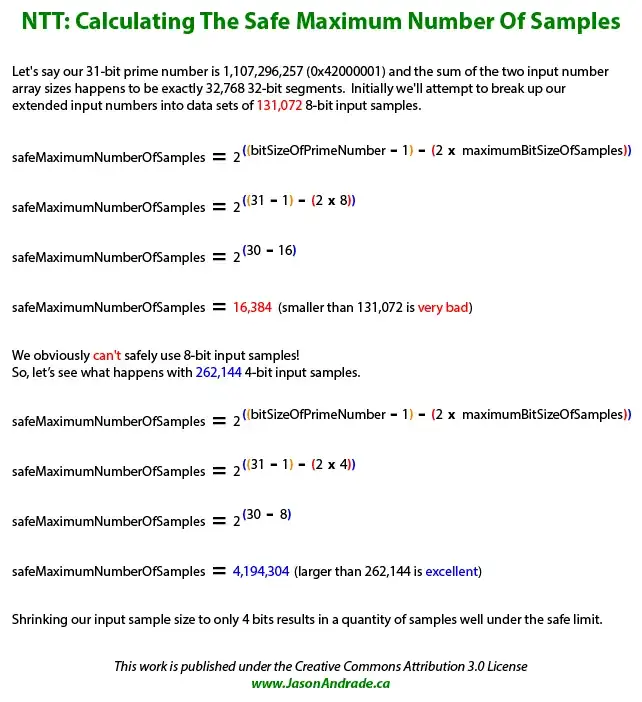 NTT: Calculating The Safe Maximum Number Of Samples
Let's say our 31-bit prime number is 1,107,296,257 (0x42000001) and the sum of the two input number
array sizes happens to be exactly 32,768 32-bit segments. Initially we'll attempt to break up our
extended input numbers into data sets of 131,072 8-bit input samples.
safeMaximumNumberOfSamples = 2^((bitSizeOfPrimeNumber - 1) - (2 x maximumBitSizeOfSamples))
safeMaximumNumberOfSamples = 2^((31 - 1) - (2 x 8))
safeMaximumNumberOfSamples = 2^(30 - 16)
safeMaximumNumberOfSamples = 16,384 (smaller than 131,072 is very bad)
We obviously can't safely use 8-bit input samples!
So, let’s see what happens with 262,144 4-bit input samples.
safeMaximumNumberOfSamples = 2^((bitSizeOfPrimeNumber - 1) - (2 x maximumBitSizeOfSamples))
safeMaximumNumberOfSamples = 2^((31 - 1) - (2 x 4))
safeMaximumNumberOfSamples = 2^(30 - 8)
safeMaximumNumberOfSamples = 4,194,304 (larger than 262,144 is excellent)
Shrinking our input sample size to only 4 bits results in a quantity of samples well under the safe limit.
This work is published under the Creative Commons Attribution 3.0 License
www.JasonAndrade.ca